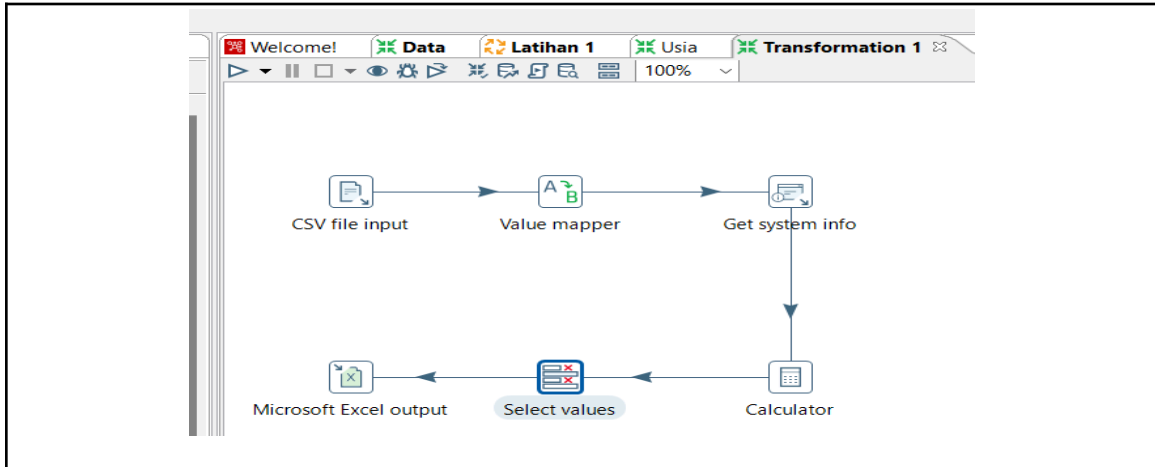 Welcome! Data Latihan 1 Usia Transformation 1
100%
CSV file input Value mapper Get system info
A B
Microsoft Excel output Select values Calculator